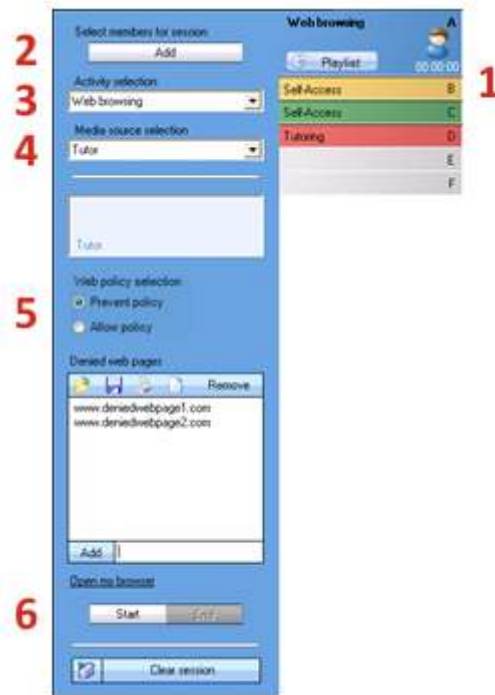 2
Select members for session
Add
3
Activity selection
Web browsing
4
Media source selection
Tutor
Tutor
5
Web policy selection
Prevent policy
Allow policy
Denied web pages
Remove
www.deniedwebpage1.com
www.deniedwebpage2.com
Add
Open my browser
6
Start End
Clear session
Web browsing A
Playlist 00:00:00
1
Self-Access B
Self-Access C
Tutoring D
E
F